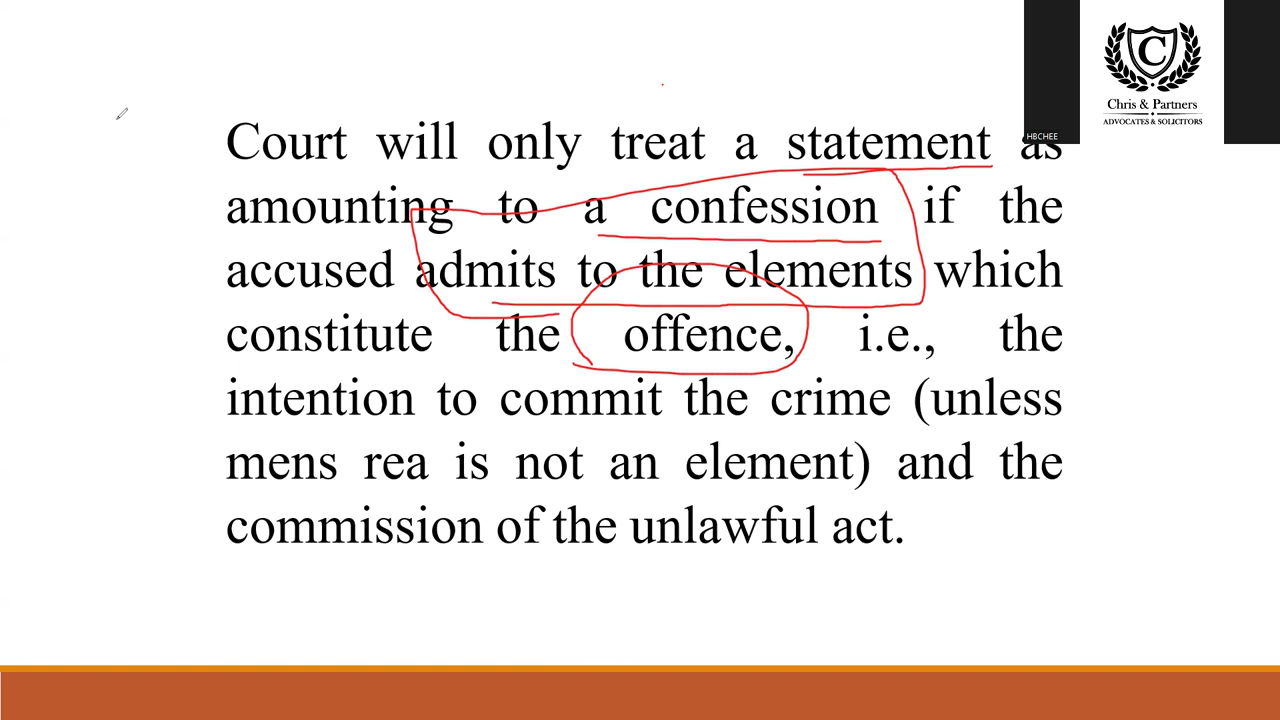 C
Chris & Partners
ADVOCATES & SOLICITORS
HBCHEE
Court will only treat a statement as
amounting to a confession if the
accused admits to the elements which
constitute the offence, i.e., the
intention to commit the crime (unless
mens rea is not an element) and the
commission of the unlawful act.